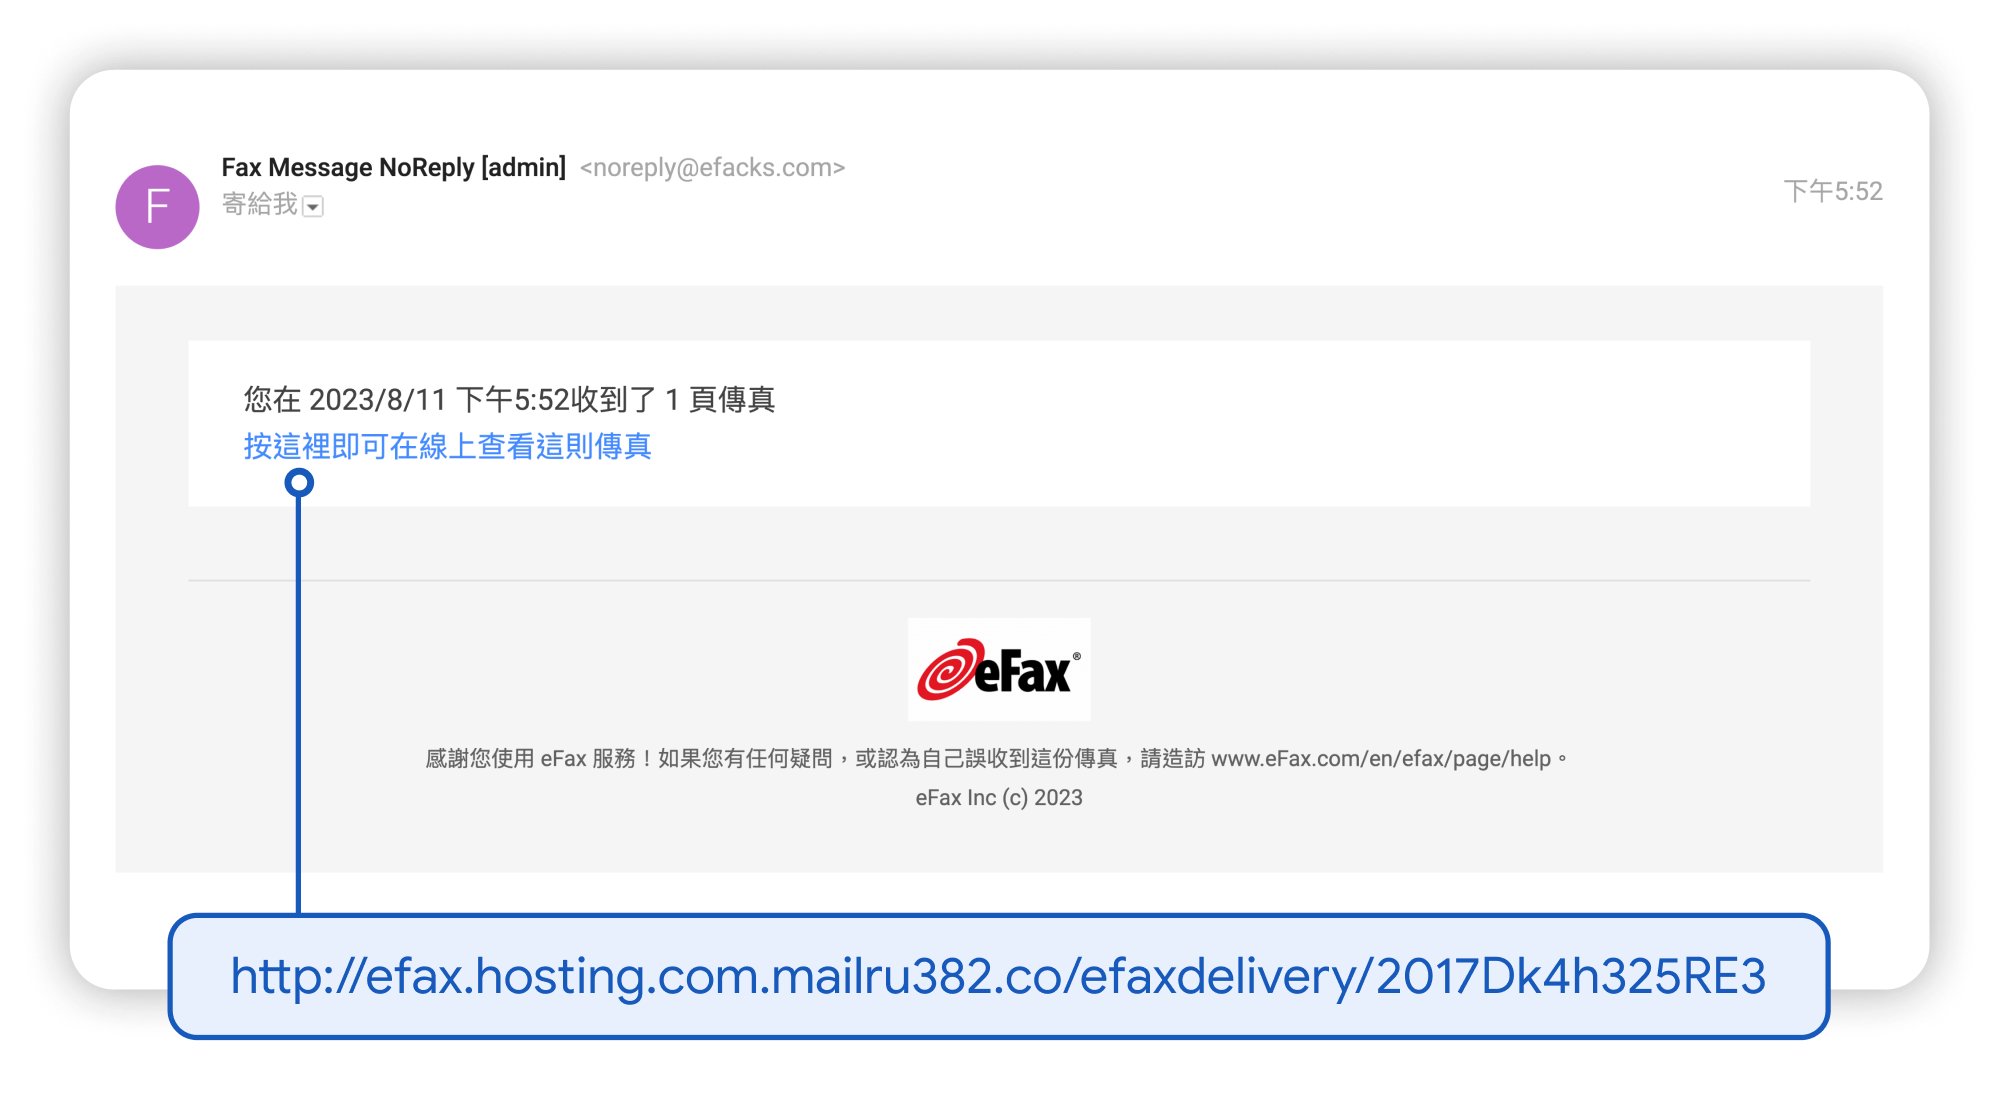 F
Fax Message NoReply [admin] <noreply@efacks.com>
寄給我
下午5:52
您在 2023/8/11 下午5:52收到了 1 頁傳真
按這裡即可在線上查看這則傳真
eFax®
感謝您使用 eFax 服務！如果您有任何疑問，或認為自己誤收到這份傳真，請造訪 www.eFax.com/en/efax/page/help。
eFax Inc (c) 2023
http://efax.hosting.com.mailru382.co/efaxdelivery/2017Dk4h325RE3